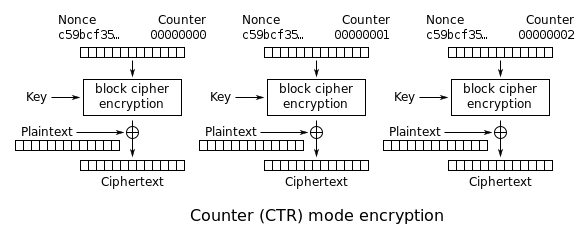 Nonce Counter Nonce Counter Nonce Counter
c59bcf35… 00000000 c59bcf35… 00000001 c59bcf35… 00000002
block cipher encryption block cipher encryption block cipher encryption
Key Key Key
Plaintext Plaintext Plaintext
Ciphertext Ciphertext Ciphertext
Counter (CTR) mode encryption